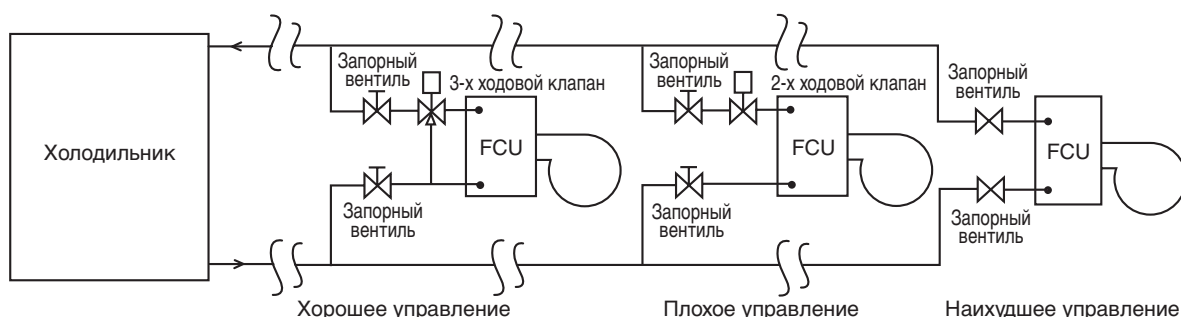 Холодильник
Запорный
вентиль
3-х ходовой клапан
FCU
Запорный
вентиль
Хорошее управление
Запорный
вентиль
2-х ходовой клапан
FCU
Запорный
вентиль
Плохое управление
Запорный
вентиль
FCU
Запорный
вентиль
Наихудшее управление